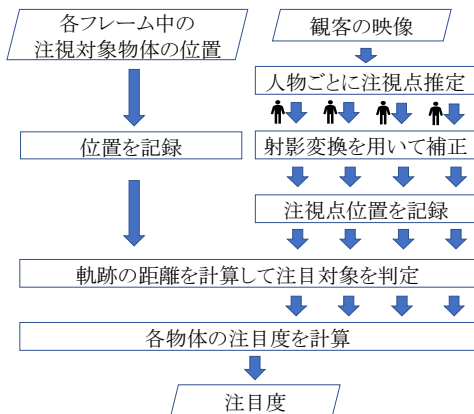 各フレーム中の
注視対象物体の位置
観客の映像
人物ごとに注視点推定
位置を記録
射影変換を用いて補正
注視点位置を記録
軌跡の距離を計算して注目対象を判定
各物体の注目度を計算
注目度